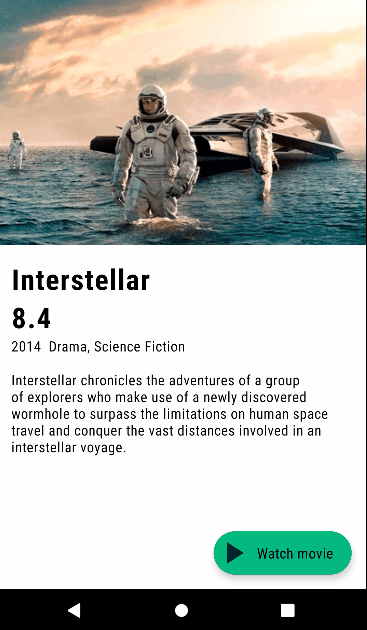 Interstellar
8.4
2014  Drama, Science Fiction
Interstellar chronicles the adventures of a group
of explorers who make use of a newly discovered
wormhole to surpass the limitations on human space
travel and conquer the vast distances involved in an
interstellar voyage.
Watch movie